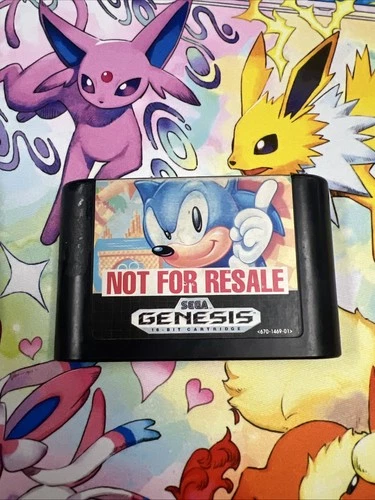 NOT FOR RESALE
SEGA
GENESIS
16-BIT CARTRIDGE
<670-1469-01>